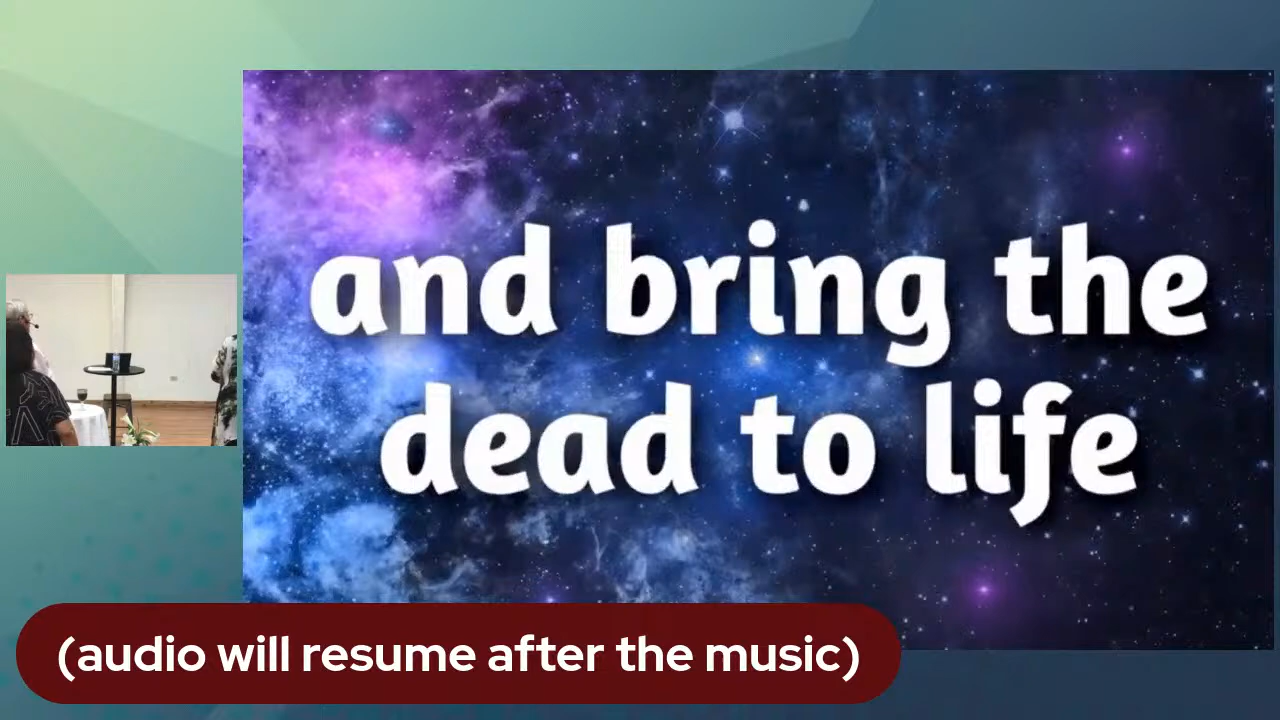 and bring the
dead to life
(audio will resume after the music)